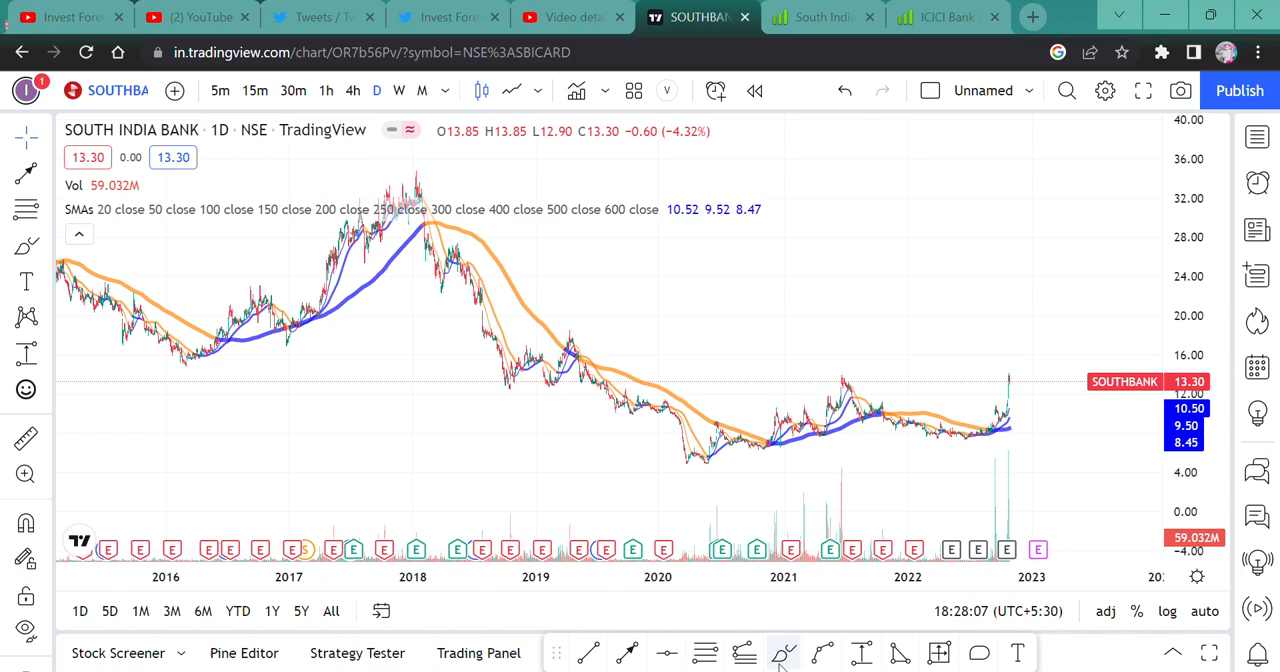 Invest Fore
(2) YouTube
Tweets / Tw
Invest Fore
Video detai
SOUTHBAN
South India
ICICI Bank
in.tradingview.com/chart/OR7b56Pv/?symbol=NSE%3ASBICARD
I 1 SOUTHBA 5m 15m 30m 1h 4h D W M V Unnamed Publish
SOUTH INDIA BANK · 1D · NSE · TradingView O13.85 H13.85 L12.90 C13.30 −0.60 (−4.32%)
13.30 0.00 13.30
Vol 59.032M
SMAs 20 close 50 close 100 close 150 close 200 close 250 close 300 close 400 close 500 close 600 close 10.52 9.52 8.47
40.00
36.00
32.00
28.00
24.00
20.00
16.00
SOUTHBANK 13.30
12.00
10.50
9.50
8.45
4.00
0.00
59.032M
−4.00
E E E E E E E S E E E E E E E E E E E E E E E E E E E E E E
2016 2017 2018 2019 2020 2021 2022 2023 20
1D 5D 1M 3M 6M YTD 1Y 5Y All 18:28:07 (UTC+5:30) adj % log auto
Stock Screener Pine Editor Strategy Tester Trading Panel T